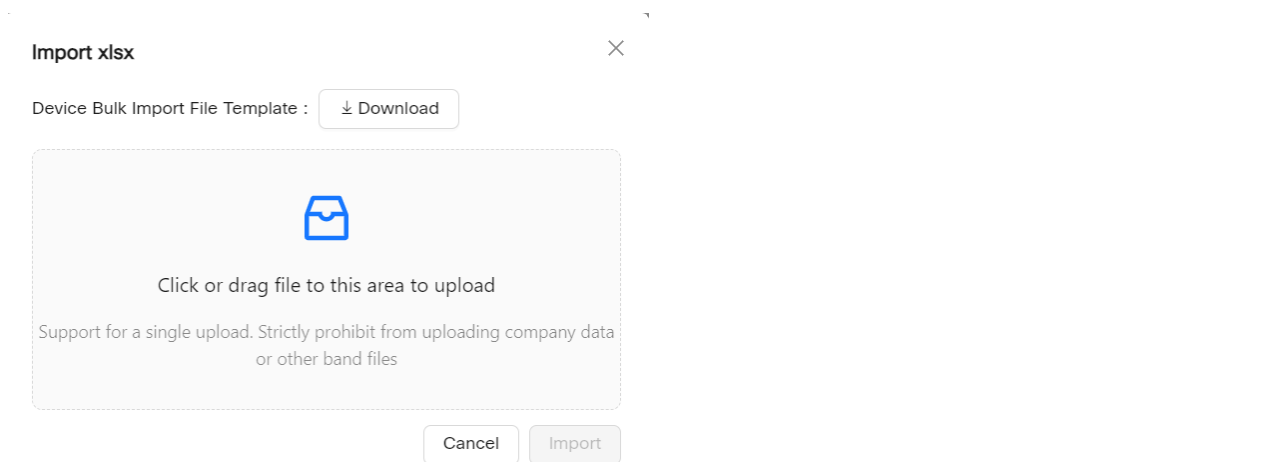 Import xlsx
Device Bulk Import File Template :
Download
Click or drag file to this area to upload
Support for a single upload. Strictly prohibit from uploading company data
or other band files
Cancel
Import